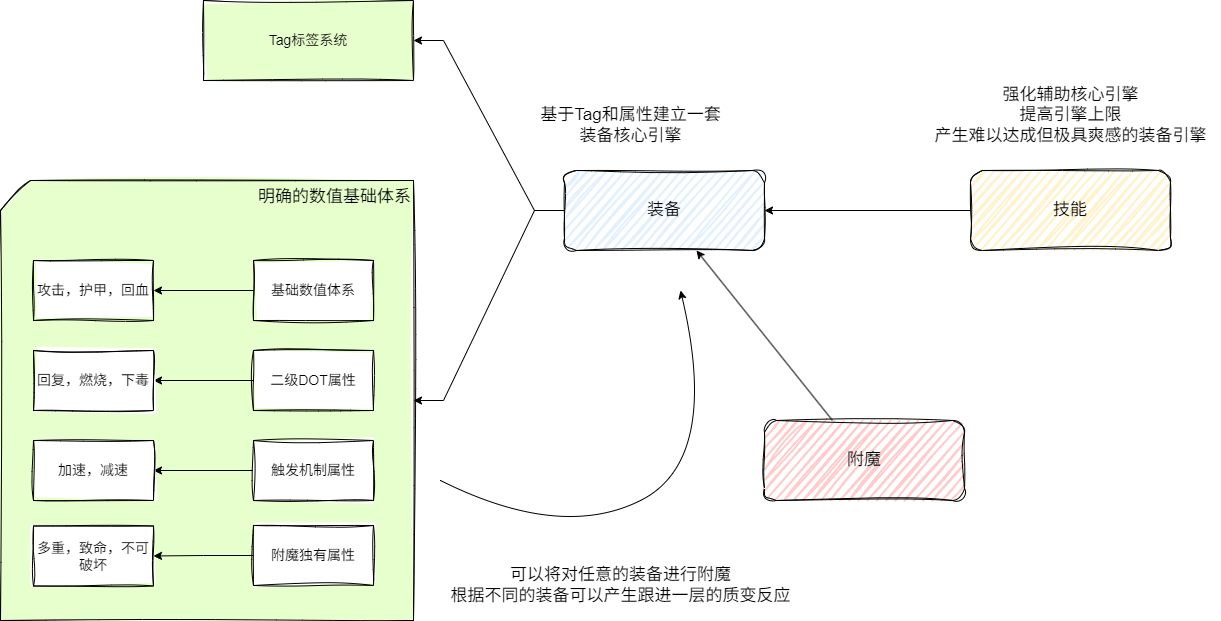 Tag标签系统
基于Tag和属性建立一套
装备核心引擎
强化辅助核心引擎
提高引擎上限
产生难以达成但极具爽感的装备引擎
明确的数值基础体系
装备
技能
攻击，护甲，回血
基础数值体系
回复，燃烧，下毒
二级DOT属性
加速，减速
触发机制属性
附魔
多重，致命，不可
破坏
附魔独有属性
可以将对任意的装备进行附魔
根据不同的装备可以产生跟进一层的质变反应